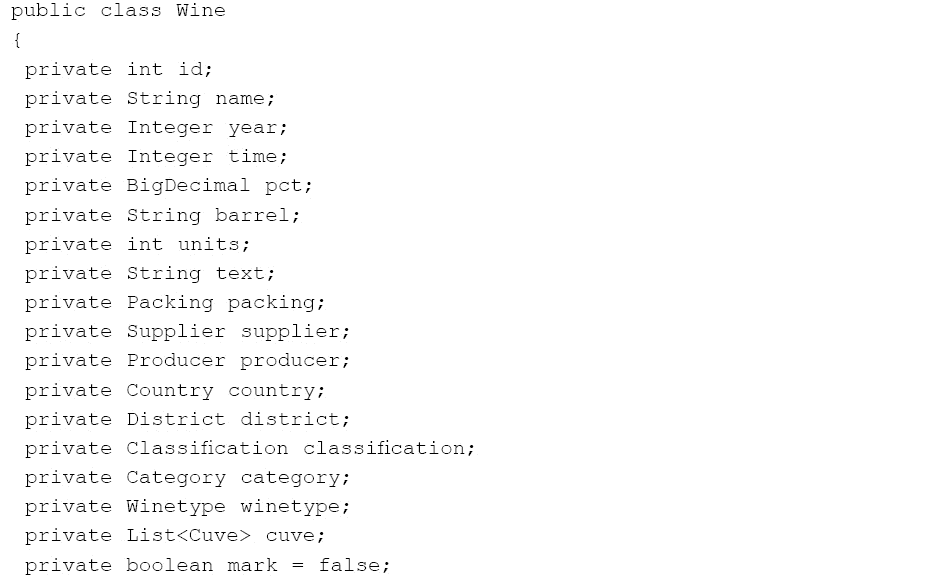 public class Wine
{
private int id;
private String name;
private Integer year;
private Integer time;
private BigDecimal pct;
private String barrel;
private int units;
private String text;
private Packing packing;
private Supplier supplier;
private Producer producer;
private Country country;
private District district;
private Classification classification;
private Category category;
private Winetype winetype;
private List<Cuve> cuve;
private boolean mark = false;